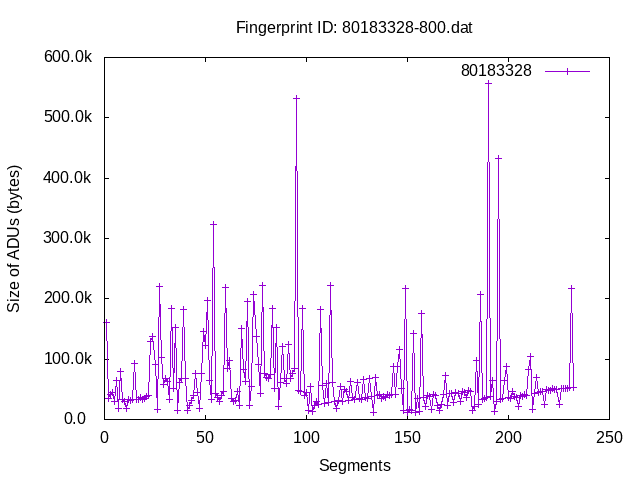 Fingerprint ID: 80183328-800.dat
600.0k
80183328
500.0k
400.0k
300.0k
200.0k
100.0k
0.0
Size of ADUs (bytes)
0 50 100 150 200 250
Segments